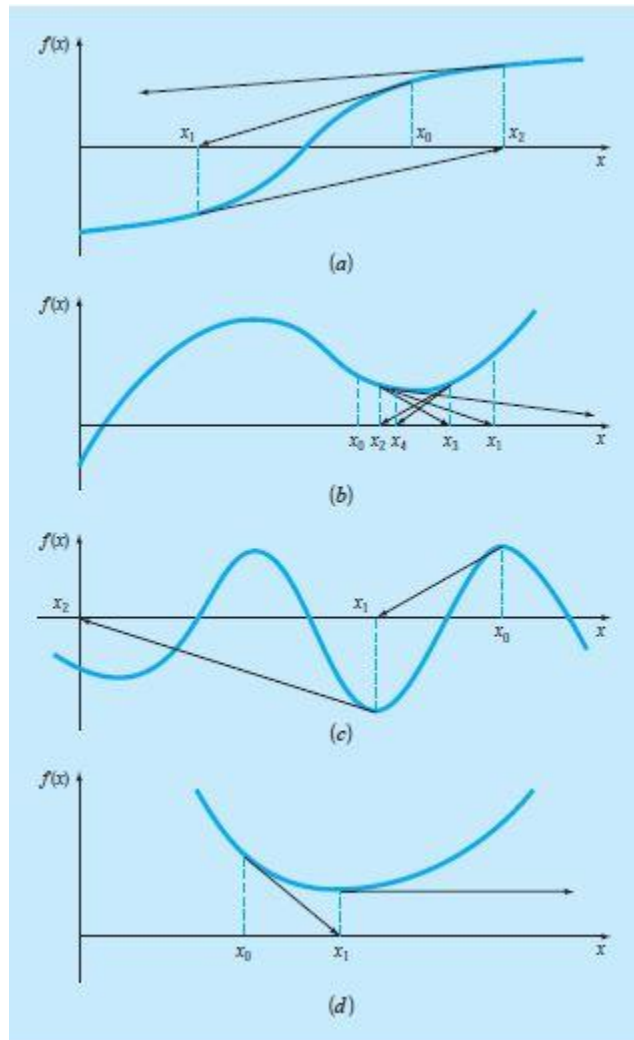 f(x)
x₁ x₀ x₂
x
(a)
f(x)
x₀ x₂ x₄ x₃ x₁ x
(b)
f(x)
x₂ x₁
x₀ x
(c)
f(x)
x₀ x₁ x
(d)